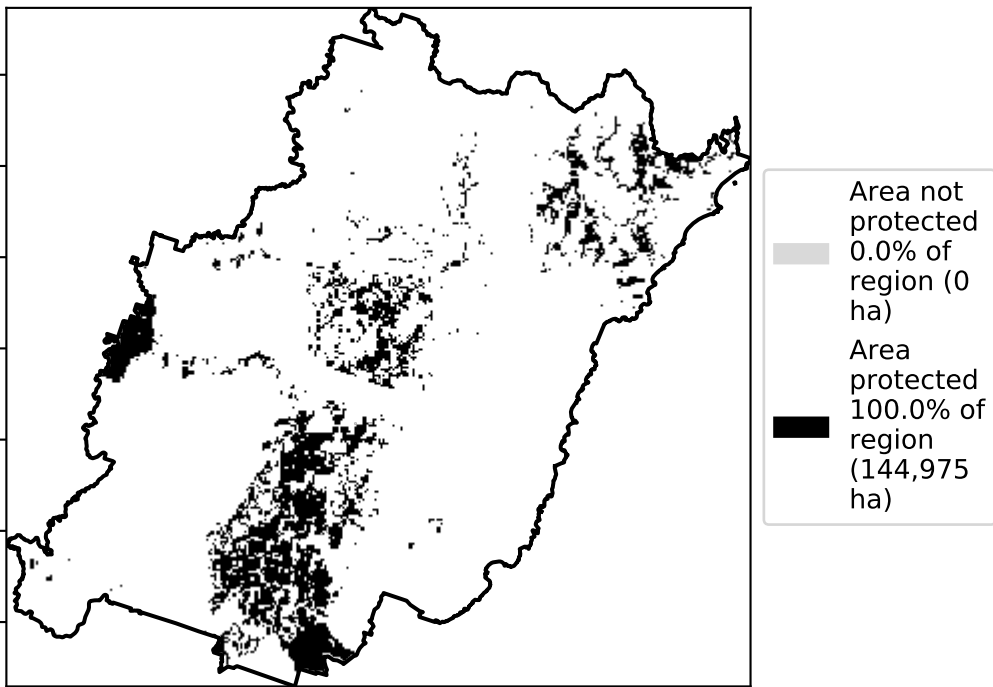 Area not
protected
0.0% of
region (0
ha)
Area
protected
100.0% of
region
(144,975
ha)